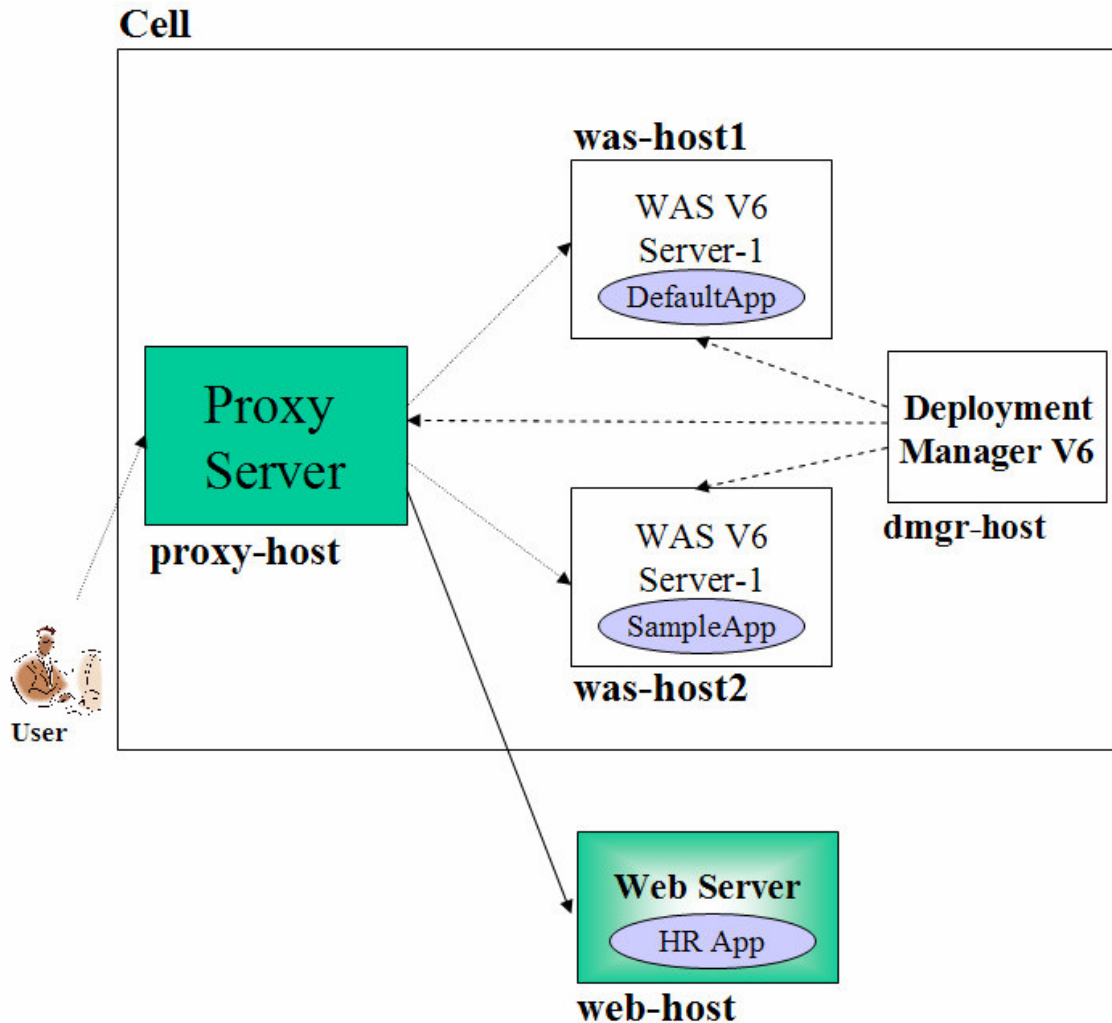 Cell
was-host1
WAS V6
Server-1
DefaultApp
Proxy
Server
proxy-host
Deployment
Manager V6
dmgr-host
WAS V6
Server-1
SampleApp
was-host2
User
Web Server
HR App
web-host